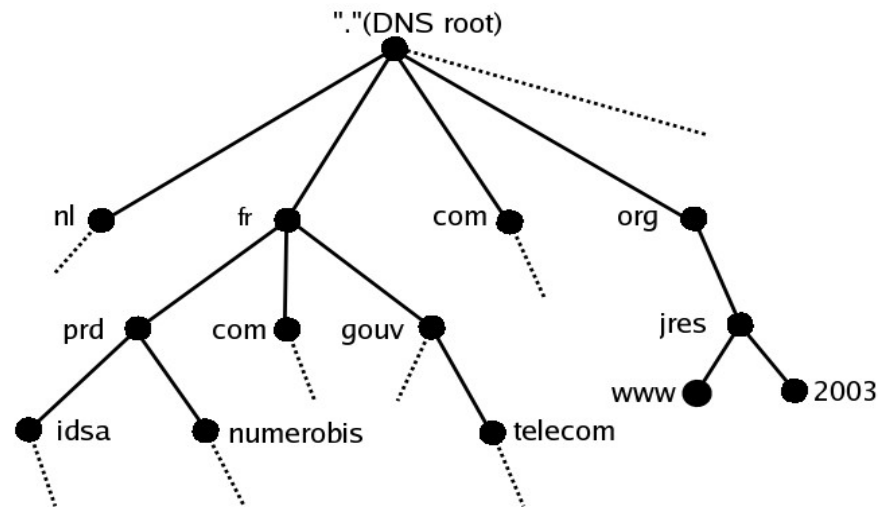 "."(DNS root)
nl
fr
com
org
prd
com
gouv
jres
www
2003
idsa
numerobis
telecom